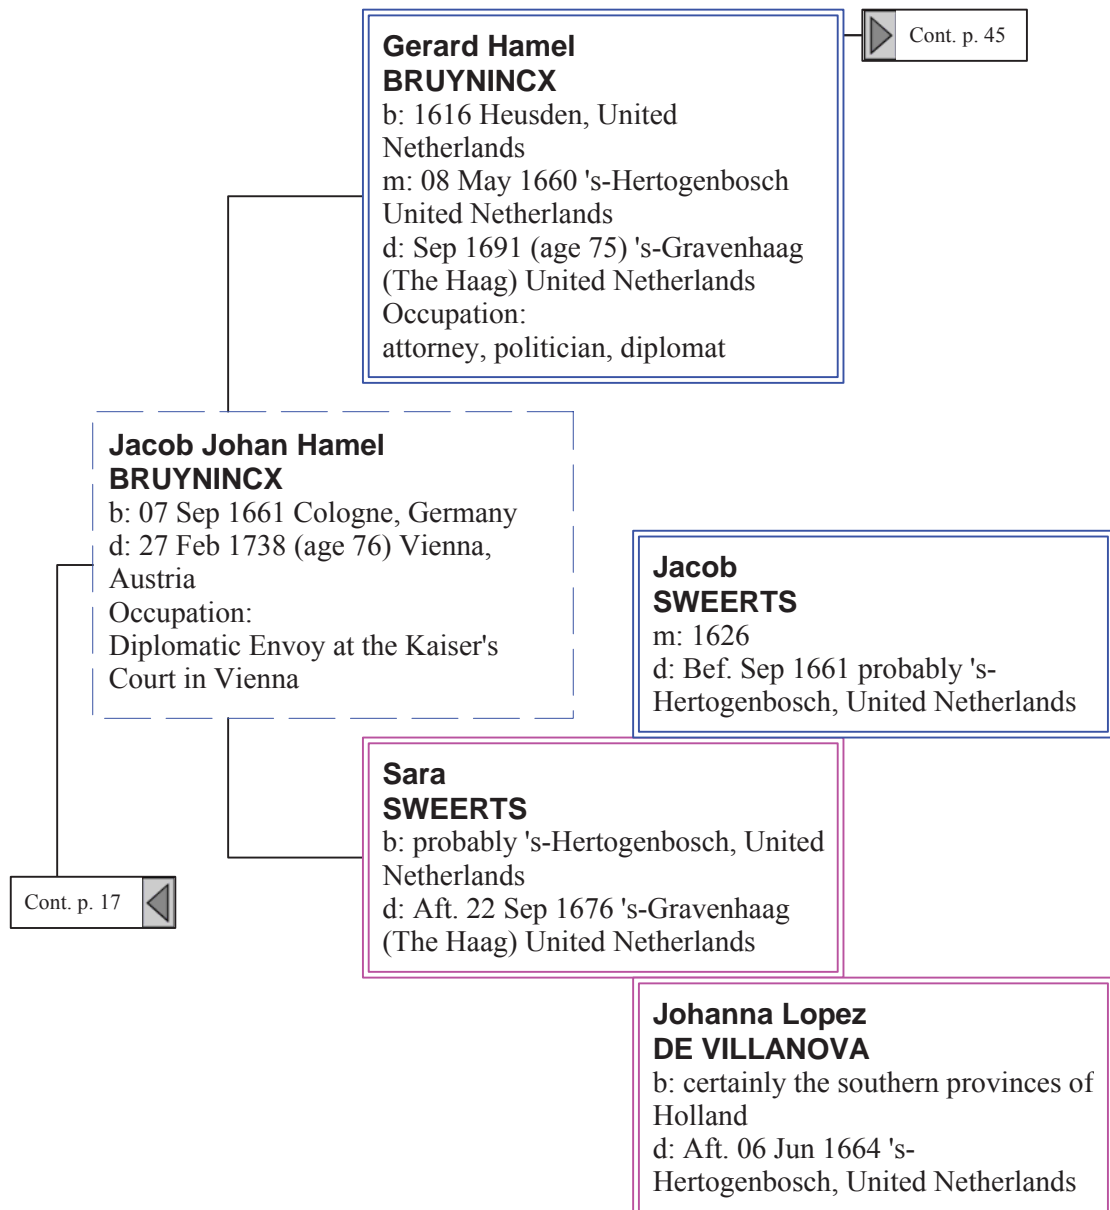 Gerard Hamel
BRUYNINCX
b: 1616 Heusden, United
Netherlands
m: 08 May 1660 's-Hertogenbosch
United Netherlands
d: Sep 1691 (age 75) 's-Gravenhaag
(The Haag) United Netherlands
Occupation:
attorney, politician, diplomat
Cont. p. 45
Jacob Johan Hamel
BRUYNINCX
b: 07 Sep 1661 Cologne, Germany
d: 27 Feb 1738 (age 76) Vienna,
Austria
Occupation:
Diplomatic Envoy at the Kaiser's
Court in Vienna
Jacob
SWEERTS
m: 1626
d: Bef. Sep 1661 probably 's-
Hertogenbosch, United Netherlands
Sara
SWEERTS
b: probably 's-Hertogenbosch, United
Netherlands
d: Aft. 22 Sep 1676 's-Gravenhaag
(The Haag) United Netherlands
Cont. p. 17
Johanna Lopez
DE VILLANOVA
b: certainly the southern provinces of
Holland
d: Aft. 06 Jun 1664 's-
Hertogenbosch, United Netherlands